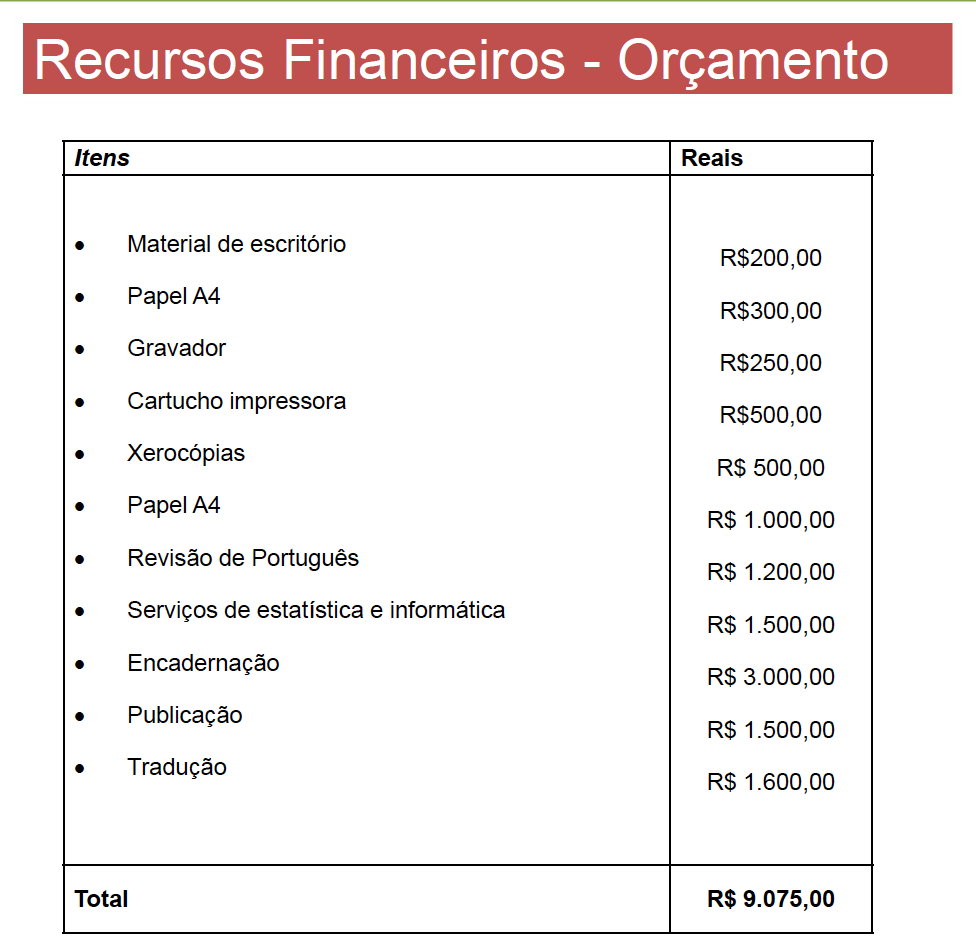 Recursos Financeiros - Orçamento
Itens Reais
• Material de escritório R$200,00
• Papel A4 R$300,00
• Gravador R$250,00
• Cartucho impressora R$500,00
• Xerocópias R$ 500,00
• Papel A4 R$ 1.000,00
• Revisão de Português R$ 1.200,00
• Serviços de estatística e informática R$ 1.500,00
• Encadernação R$ 3.000,00
• Publicação R$ 1.500,00
• Tradução R$ 1.600,00
Total R$ 9.075,00